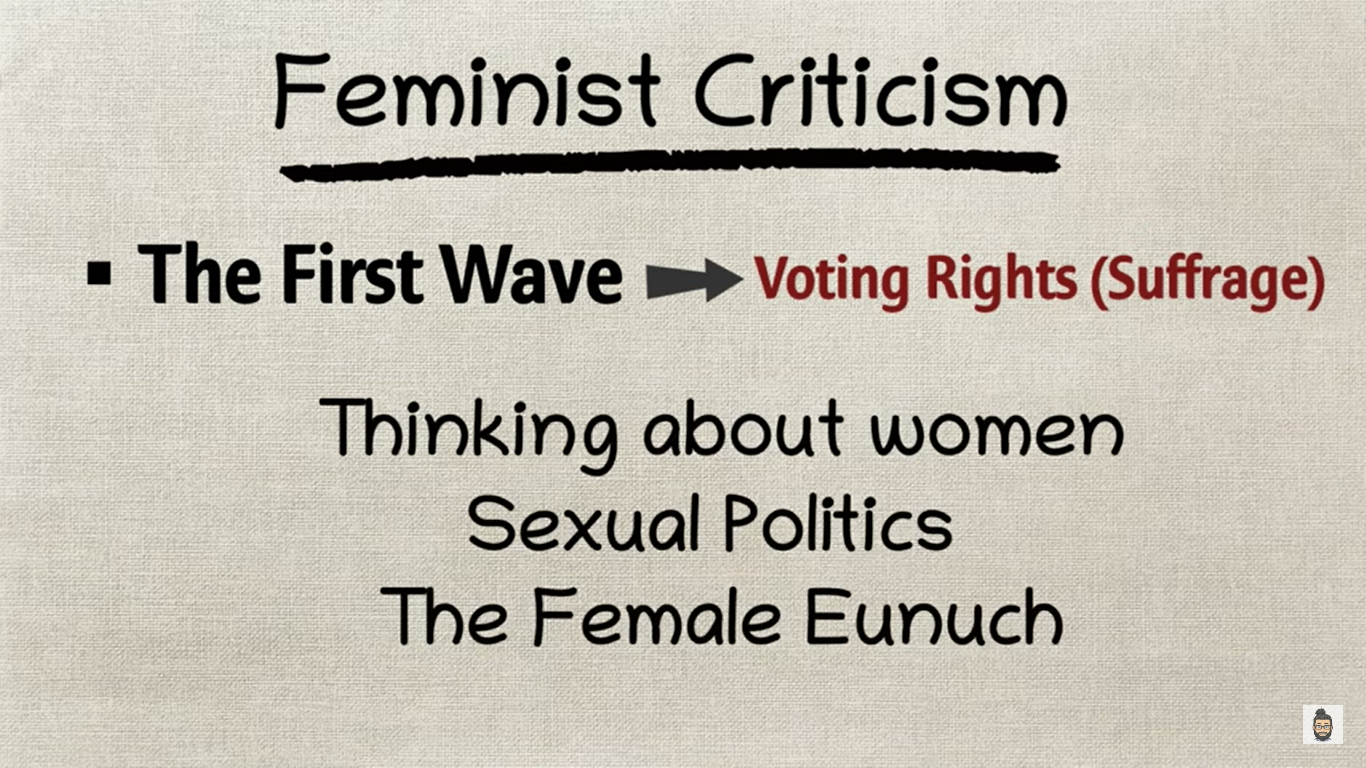 Feminist Criticism
▪ The First Wave ➡ Voting Rights (Suffrage)
Thinking about women
Sexual Politics
The Female Eunuch